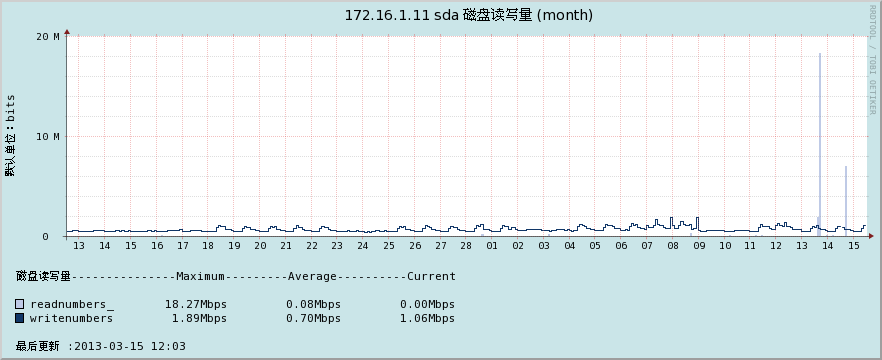 172.16.1.11 sda 磁盘读写量 (month)
RRDTOOL / TOBI OETIKER
默认单位：bits
20 M
10 M
0
13 14 15 16 17 18 19 20 21 22 23 24 25 26 27 28 01 02 03 04 05 06 07 08 09 10 11 12 13 14 15
磁盘读写量---------------Maximum---------Average----------Current
readnumbers_ 18.27Mbps 0.08Mbps 0.00Mbps
writenumbers 1.89Mbps 0.70Mbps 1.06Mbps
最后更新 :2013-03-15 12:03